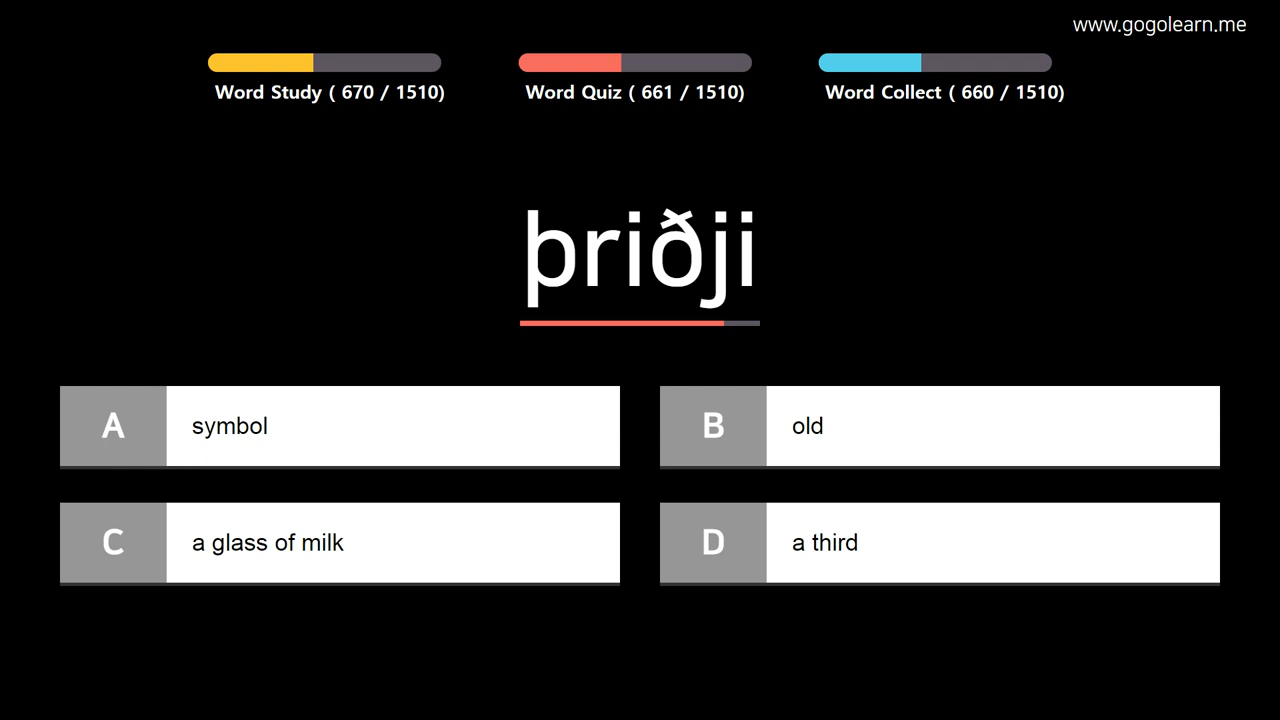 www.gogolearn.me
Word Study ( 670 / 1510)
Word Quiz ( 661 / 1510)
Word Collect ( 660 / 1510)
þriðji
A symbol
B old
C a glass of milk
D a third